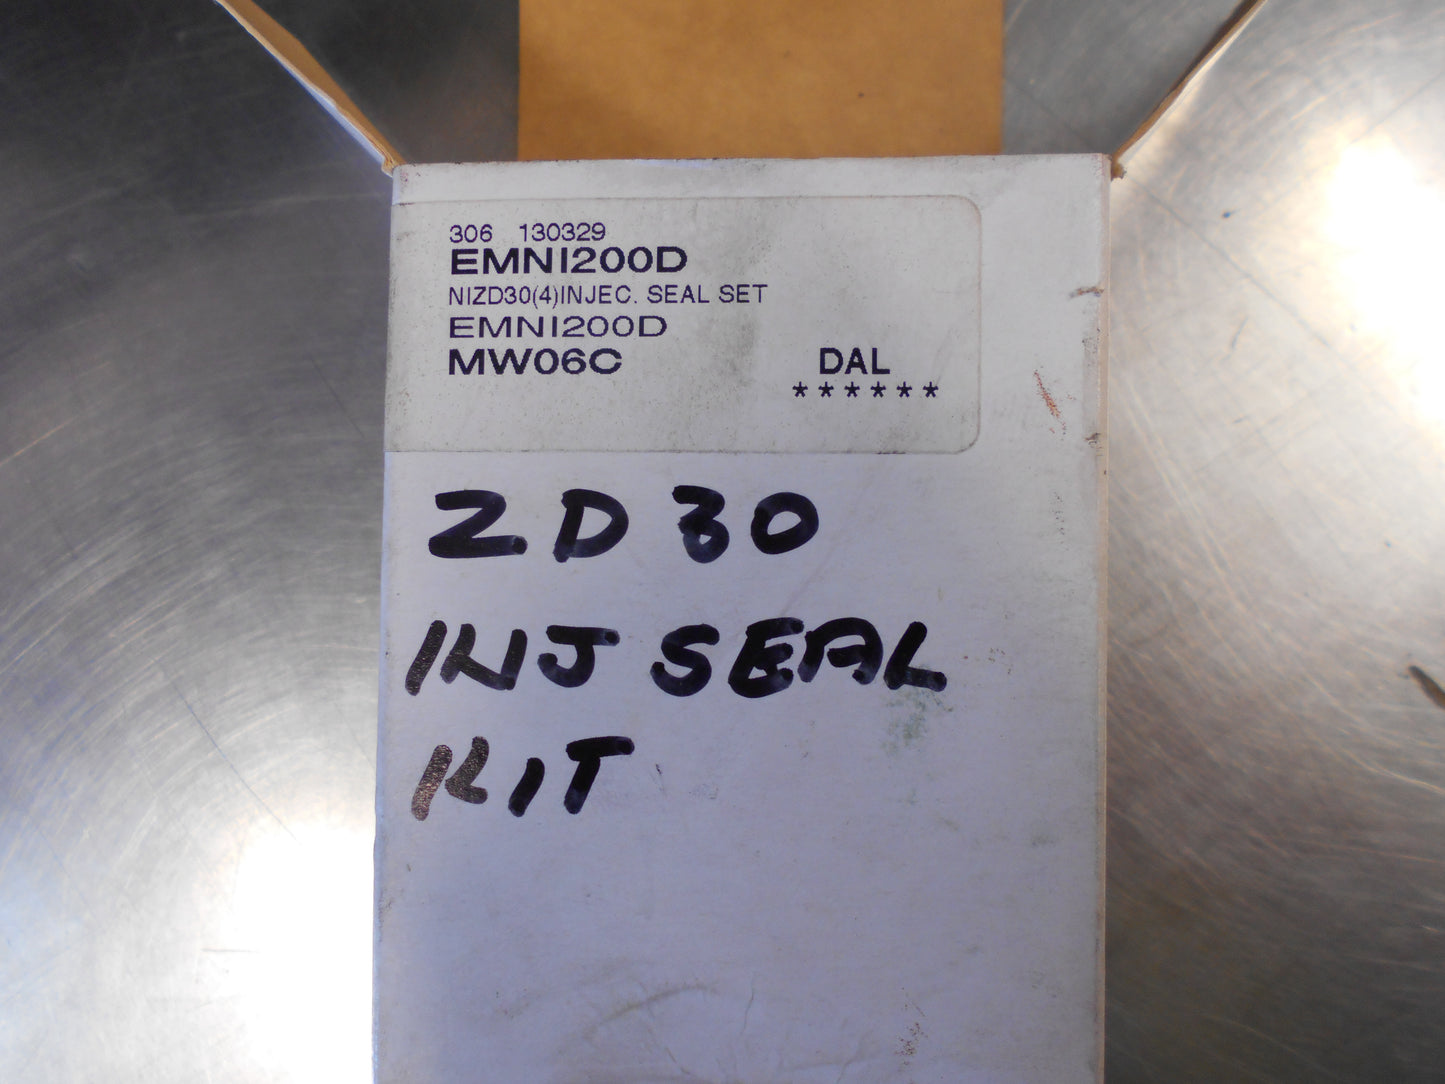 306 130329
EMNI200D
NIZD30(4)INJEC. SEAL SET
EMNI200D
MW06C DAL
******
ZD30
INJ SEAL
KIT